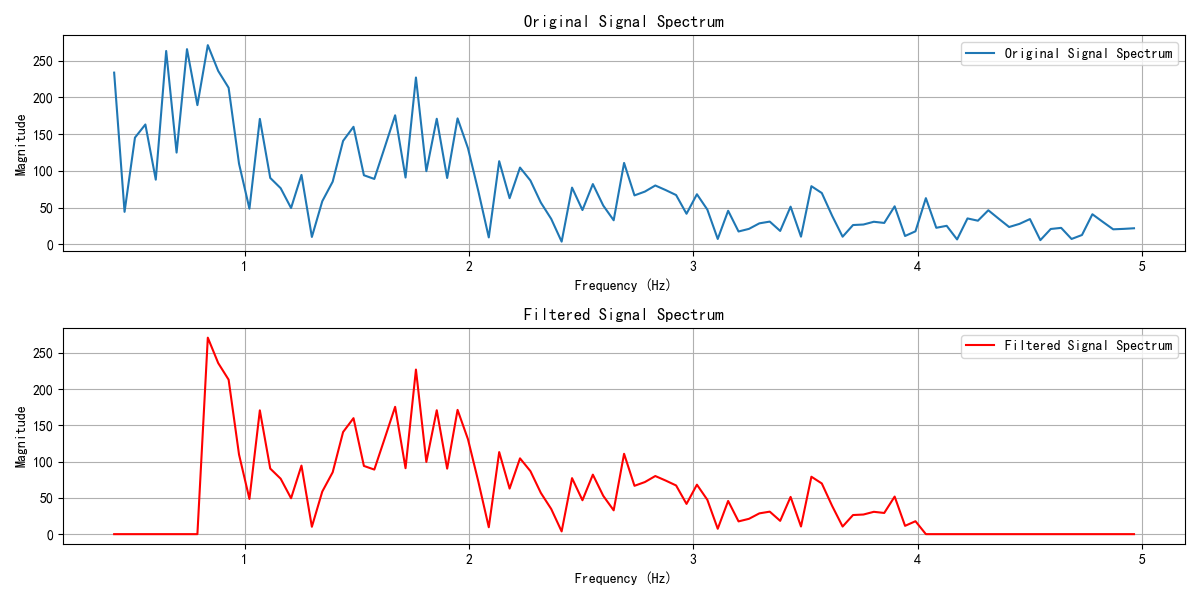 Original Signal Spectrum
Original Signal Spectrum
Magnitude
250
200
150
100
50
0
1
2
3
4
5
Frequency (Hz)
Filtered Signal Spectrum
Filtered Signal Spectrum
Magnitude
250
200
150
100
50
0
1
2
3
4
5
Frequency (Hz)